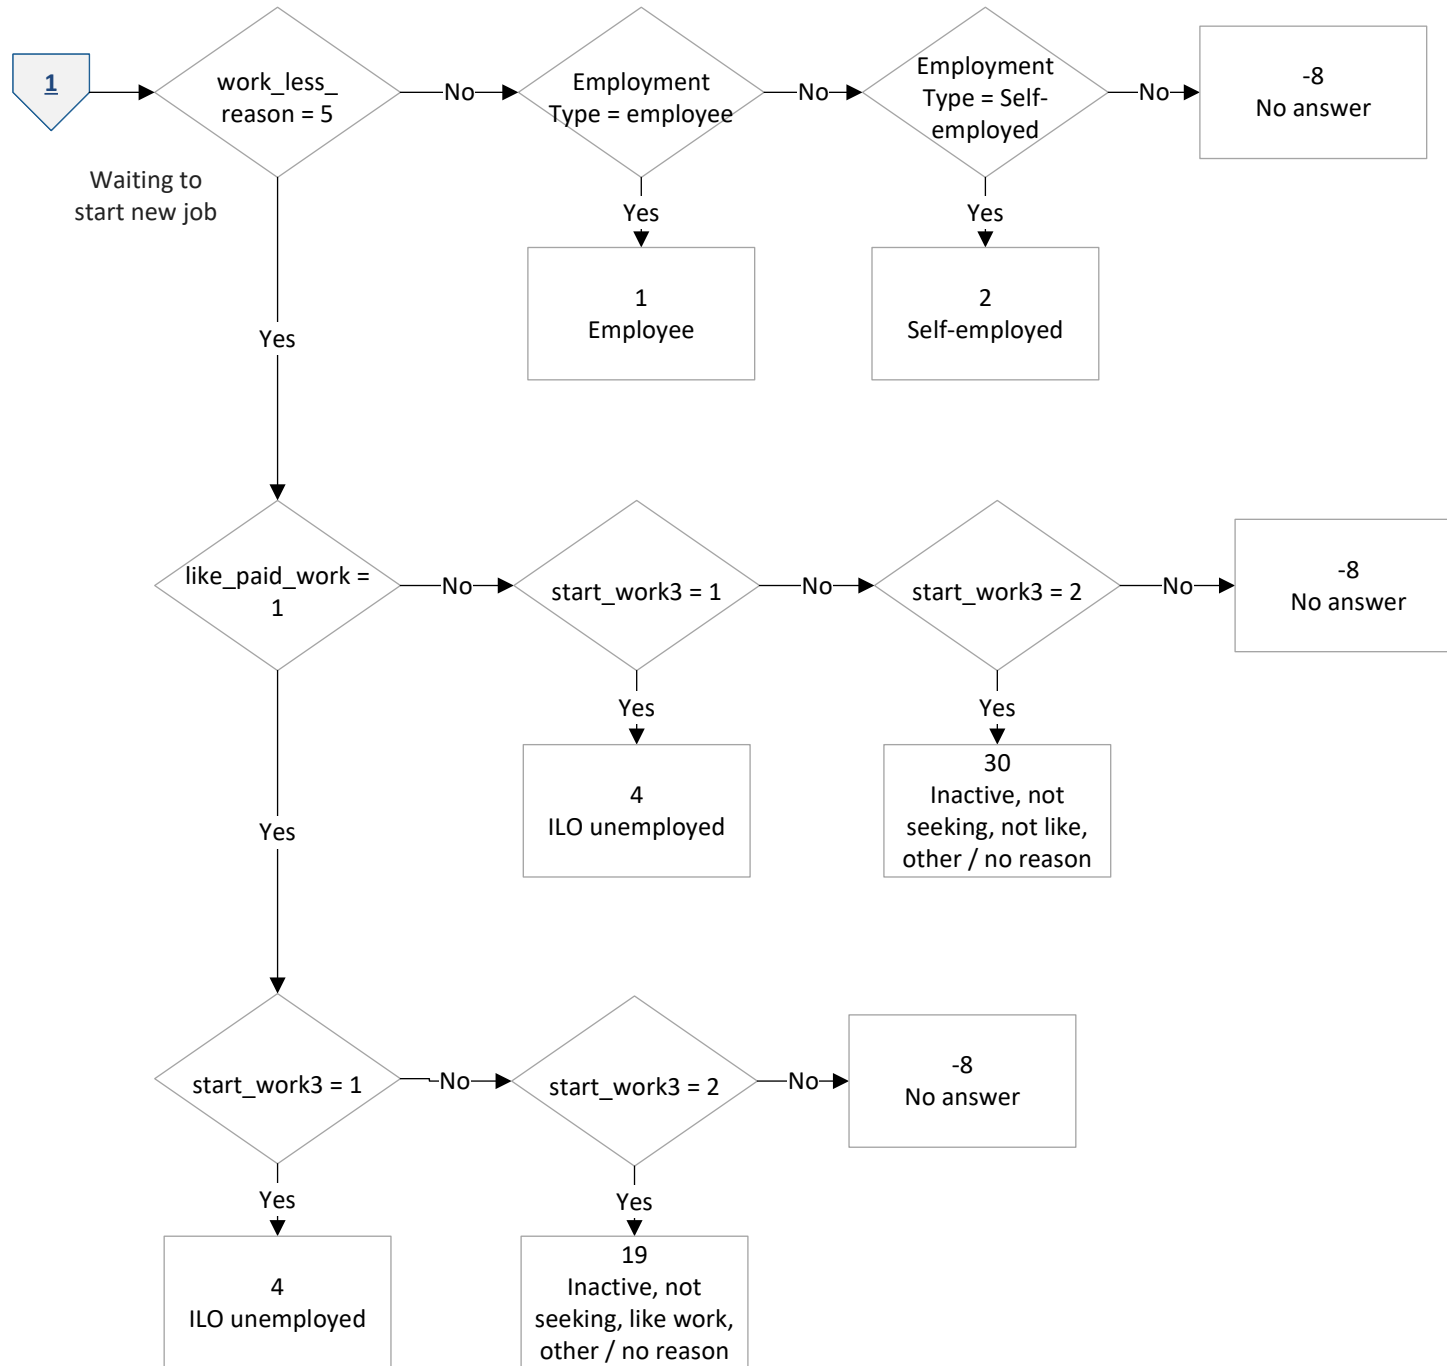 1
work_less_
reason = 5
No
Employment
Type = employee
No
Employment
Type = Self-
employed
No
-8
No answer
Waiting to
start new job
Yes
Yes
Yes
1
Employee
2
Self-employed
like_paid_work =
1
No
start_work3 = 1
No
start_work3 = 2
No
-8
No answer
Yes
Yes
Yes
4
ILO unemployed
30
Inactive, not
seeking, not like,
other / no reason
start_work3 = 1
No
start_work3 = 2
No
-8
No answer
Yes
Yes
4
ILO unemployed
19
Inactive, not
seeking, like work,
other / no reason